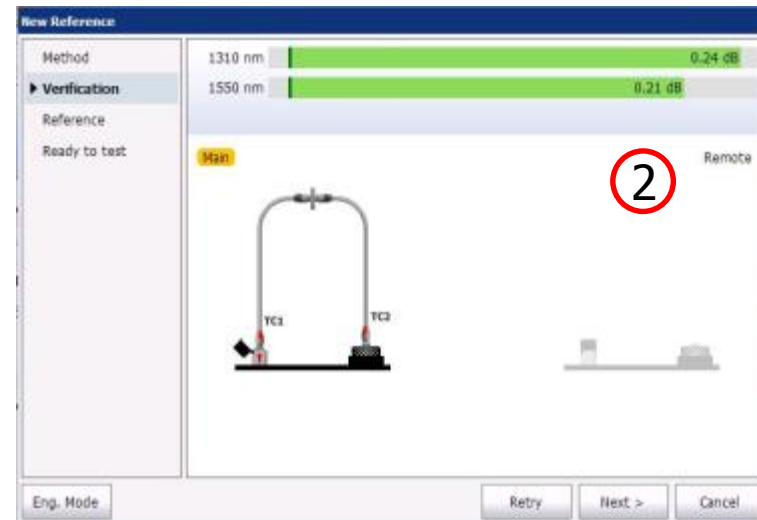 New Reference
Method
Verification
Reference
Ready to test
1310 nm 0.24 dB
1550 nm 0.21 dB
Main
Remote
2
TC1
TC2
Eng. Mode
Retry
Next >
Cancel